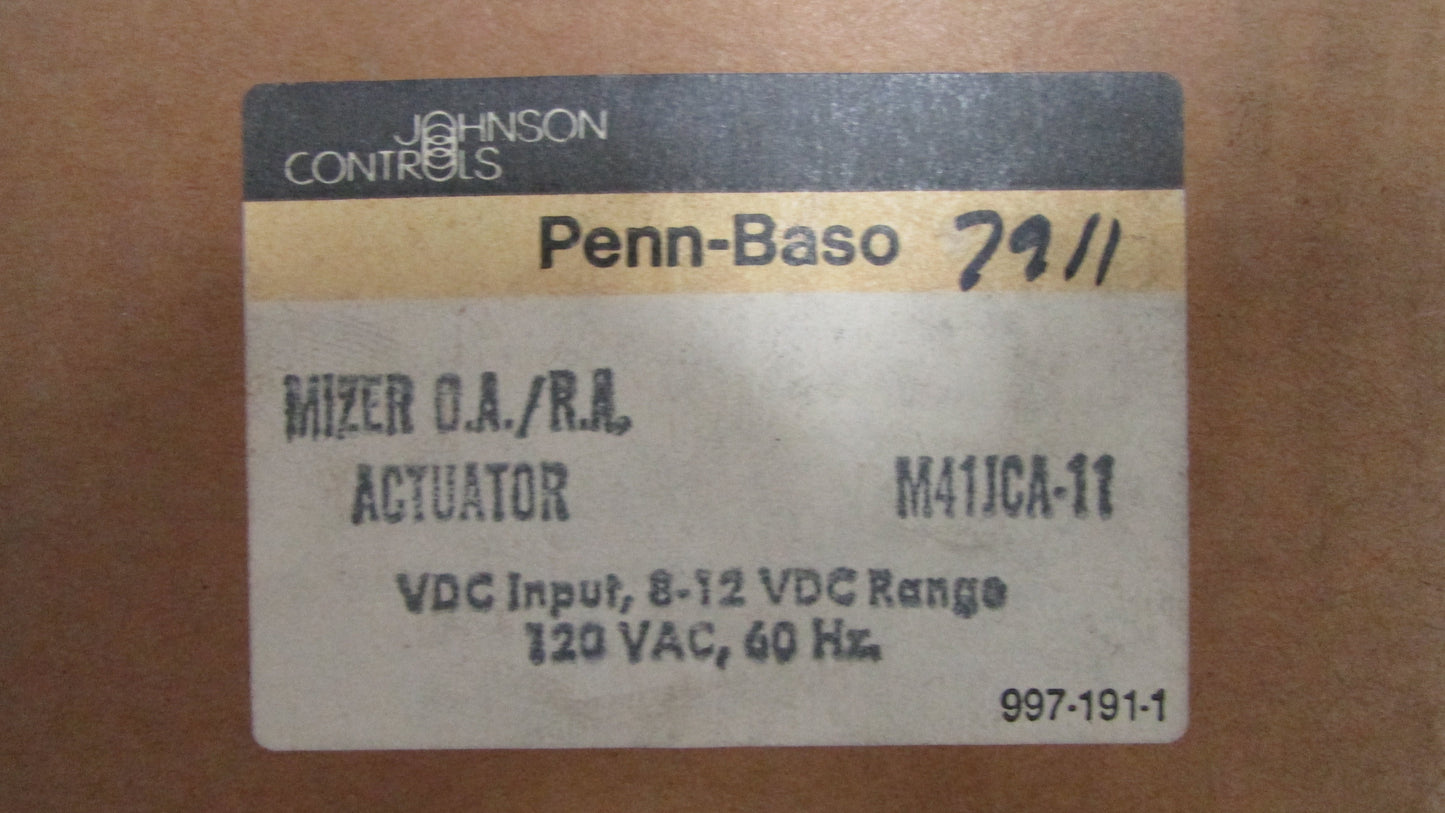 JOHNSON
CONTROLS
Penn-Baso 7911
MIZER O.A./R.A.
ACTUATOR M41JCA-11
VDC Input, 8-12 VDC Range
120 VAC, 60 Hz.
997-191-1